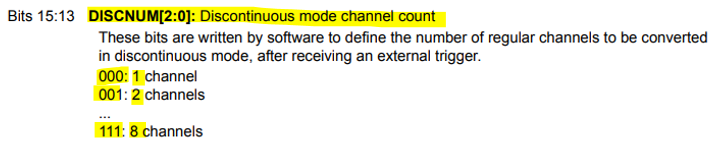 Bits 15:13 DISCNUM[2:0]: Discontinuous mode channel count
These bits are written by software to define the number of regular channels to be converted
in discontinuous mode, after receiving an external trigger.
000: 1 channel
001: 2 channels
...
111: 8 channels